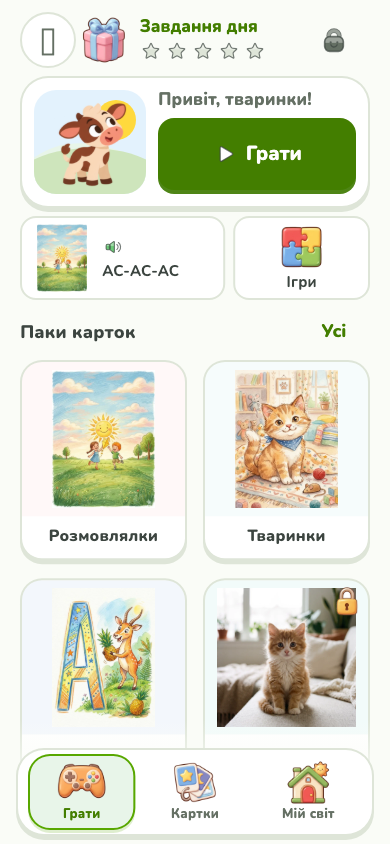 Завдання дня
Привіт, тваринки!
Грати
АС-АС-АС
Ігри
Паки карток
Усі
Розмовлялки
Тваринки
А
Грати
Картки
Мій світ